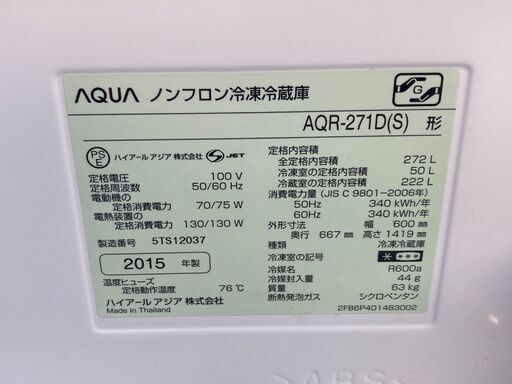 AQUA ノンフロン冷凍冷蔵庫
G
AQR-271D(S) 形
PS
E
ハイアール アジア 株式会社 S JET
定格電圧 100 V
定格周波数 50/60 Hz
電動機の
定格消費電力 70/75 W
電熱装置の
定格消費電力 130/130 W
製造番号 5TS12037
2015 年製
温度ヒューズ
定格動作温度 76℃
ハイアール アジア 株式会社
Made in Thailand
定格内容積
全定格内容積 272 L
冷凍室の定格内容積 50 L
冷蔵室の定格内容積 222 L
消費電力量 (JIS C 9801-2006年)
50Hz 340 kWh/年
60Hz 340 kWh/年
外形寸法 幅 600 mm
奥行 667 mm 高さ 1419 mm
種類 冷凍冷蔵庫
冷凍室の記号
冷媒名 R600a
冷媒封入量 44 g
質量 63 kg
断熱発泡ガス シクロペンタン
2FB6P401483002
>ABS<